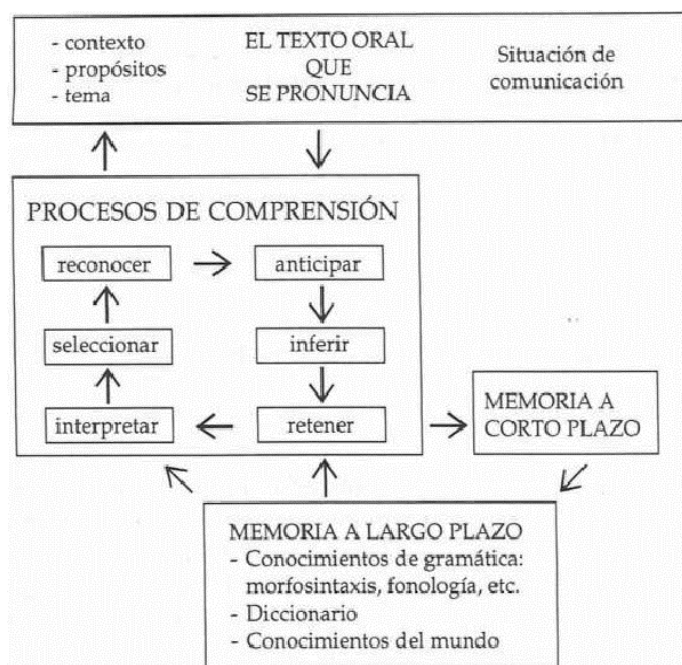 - contexto
- propósitos
- tema
EL TEXTO ORAL
QUE
SE PRONUNCIA
Situación de
comunicación
PROCESOS DE COMPRENSIÓN
reconocer
anticipar
seleccionar
inferir
interpretar
retener
MEMORIA A
CORTO PLAZO
MEMORIA A LARGO PLAZO
- Conocimientos de gramática:
morfosintaxis, fonología, etc.
- Diccionario
- Conocimientos del mundo